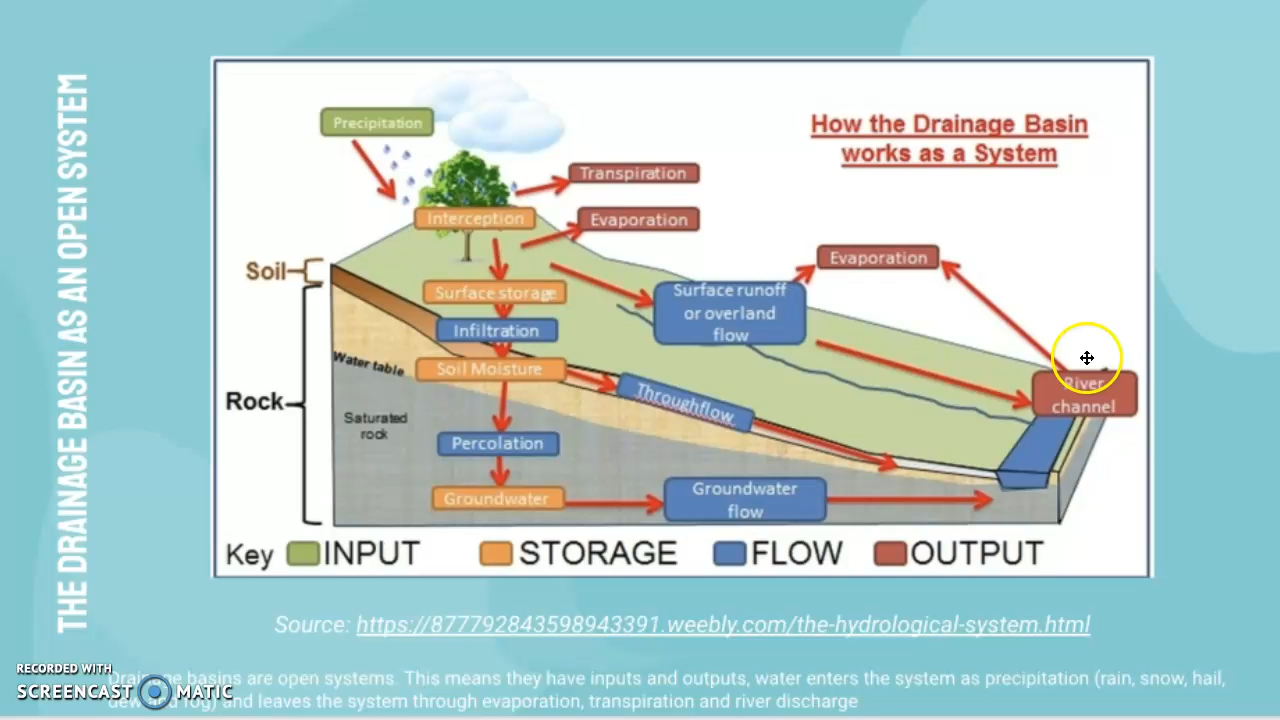 THE DRAINAGE BASIN AS AN OPEN SYSTEM
How the Drainage Basin
works as a System
Precipitation
Transpiration
Interception
Evaporation
Evaporation
Soil
Surface storage
Surface runoff
or overland
flow
Infiltration
Water table
Soil Moisture
River
channel
Rock
Throughflow
Saturated
rock
Percolation
Groundwater
Groundwater
flow
Key INPUT STORAGE FLOW OUTPUT
Source: https://877792843598943391.weebly.com/the-hydrological-system.html
RECORDED WITH
SCREENCAST MATIC
Drainage basins are open systems. This means they have inputs and outputs, water enters the system as precipitation (rain, snow, hail,
dew and fog) and leaves the system through evaporation, transpiration and river discharge